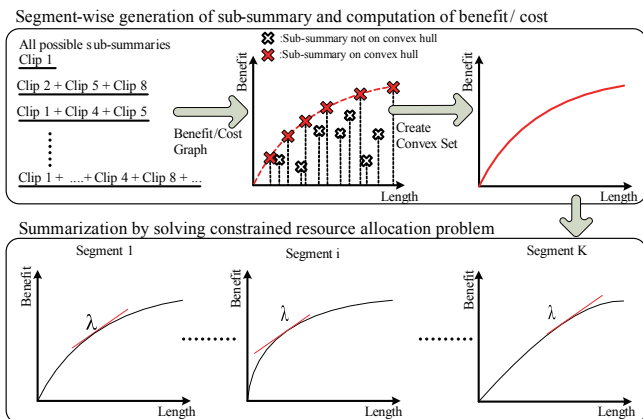 Segment-wise generation of sub-summary and computation of benefit/ cost
All possible sub-summaries
Clip 1
Clip 2 + Clip 5 + Clip 8
Clip 1 + Clip 4 + Clip 5
Clip 1 + ....+ Clip 4 + Clip 8 + ...
Benefit/Cost
Graph
:Sub-summary not on convex hull
:Sub-summary on convex hull
Benefit
Length
Create
Convex Set
Benefit
Length
Summarization by solving constrained resource allocation problem
Segment 1
Benefit
λ
Length
Segment i
Benefit
λ
Length
Segment K
Benefit
λ
Length